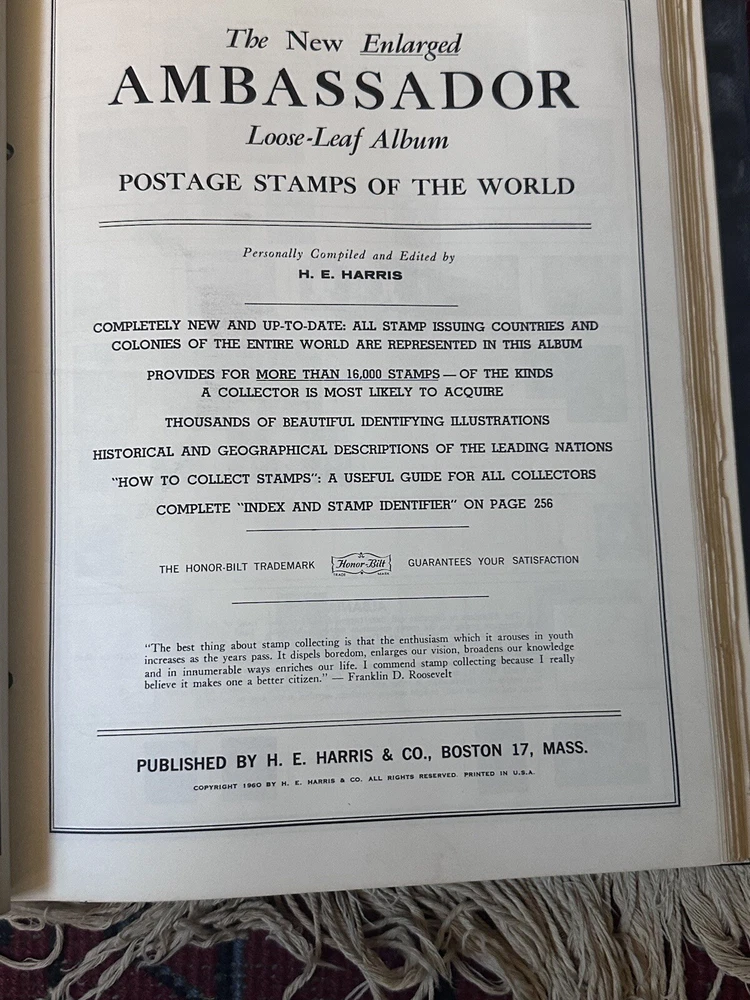 The New Enlarged
AMBASSADOR
Loose-Leaf Album
POSTAGE STAMPS OF THE WORLD
Personally Compiled and Edited by
H. E. HARRIS
COMPLETELY NEW AND UP-TO-DATE: ALL STAMP ISSUING COUNTRIES AND
COLONIES OF THE ENTIRE WORLD ARE REPRESENTED IN THIS ALBUM
PROVIDES FOR MORE THAN 16,000 STAMPS — OF THE KINDS
A COLLECTOR IS MOST LIKELY TO ACQUIRE
THOUSANDS OF BEAUTIFUL IDENTIFYING ILLUSTRATIONS
HISTORICAL AND GEOGRAPHICAL DESCRIPTIONS OF THE LEADING NATIONS
"HOW TO COLLECT STAMPS": A USEFUL GUIDE FOR ALL COLLECTORS
COMPLETE "INDEX AND STAMP IDENTIFIER" ON PAGE 256
THE HONOR-BILT TRADEMARK Honor-Bilt TRADE MARK GUARANTEES YOUR SATISFACTION
"The best thing about stamp collecting is that the enthusiasm which it arouses in youth
increases as the years pass. It dispels boredom, enlarges our vision, broadens our knowledge
and in innumerable ways enriches our life. I commend stamp collecting because I really
believe it makes one a better citizen." — Franklin D. Roosevelt
PUBLISHED BY H. E. HARRIS & CO., BOSTON 17, MASS.
COPYRIGHT 1960 BY H. E. HARRIS & CO. ALL RIGHTS RESERVED. PRINTED IN U.S.A.